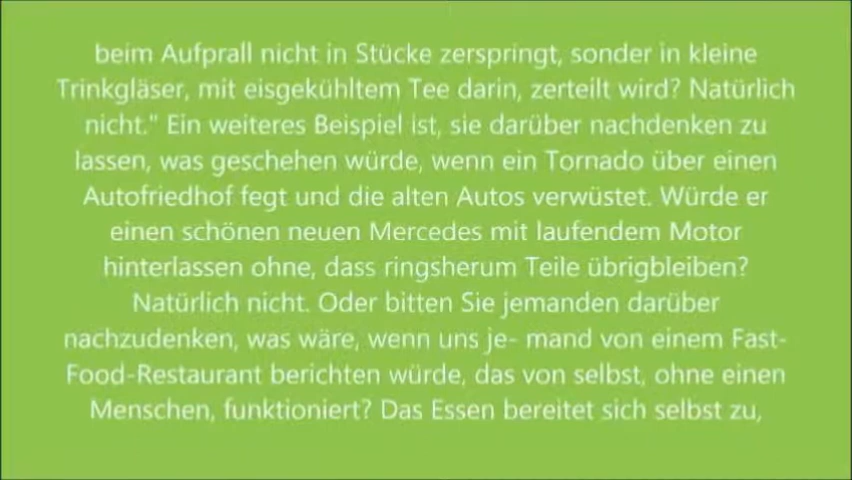 beim Aufprall nicht in Stücke zerspringt, sonder in kleine
Trinkgläser, mit eisgekühltem Tee darin, zerteilt wird? Natürlich
nicht." Ein weiteres Beispiel ist, sie darüber nachdenken zu
lassen, was geschehen würde, wenn ein Tornado über einen
Autofriedhof fegt und die alten Autos verwüstet. Würde er
einen schönen neuen Mercedes mit laufendem Motor
hinterlassen ohne, dass ringsherum Teile übrigbleiben?
Natürlich nicht. Oder bitten Sie jemanden darüber
nachzudenken, was wäre, wenn uns je- mand von einem Fast-
Food-Restaurant berichten würde, das von selbst, ohne einen
Menschen, funktioniert? Das Essen bereitet sich selbst zu,